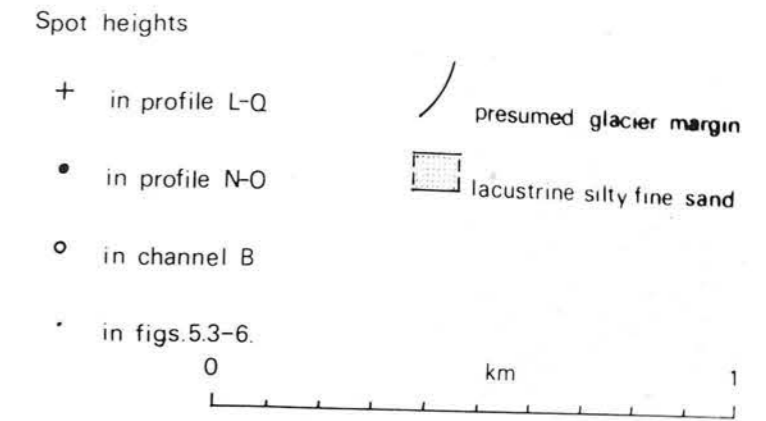 Spot heights
+ in profile L-Q
in profile N-O
in channel B
in figs.5.3-6.
presumed glacier margin
lacustrine silty fine sand
0 km 1